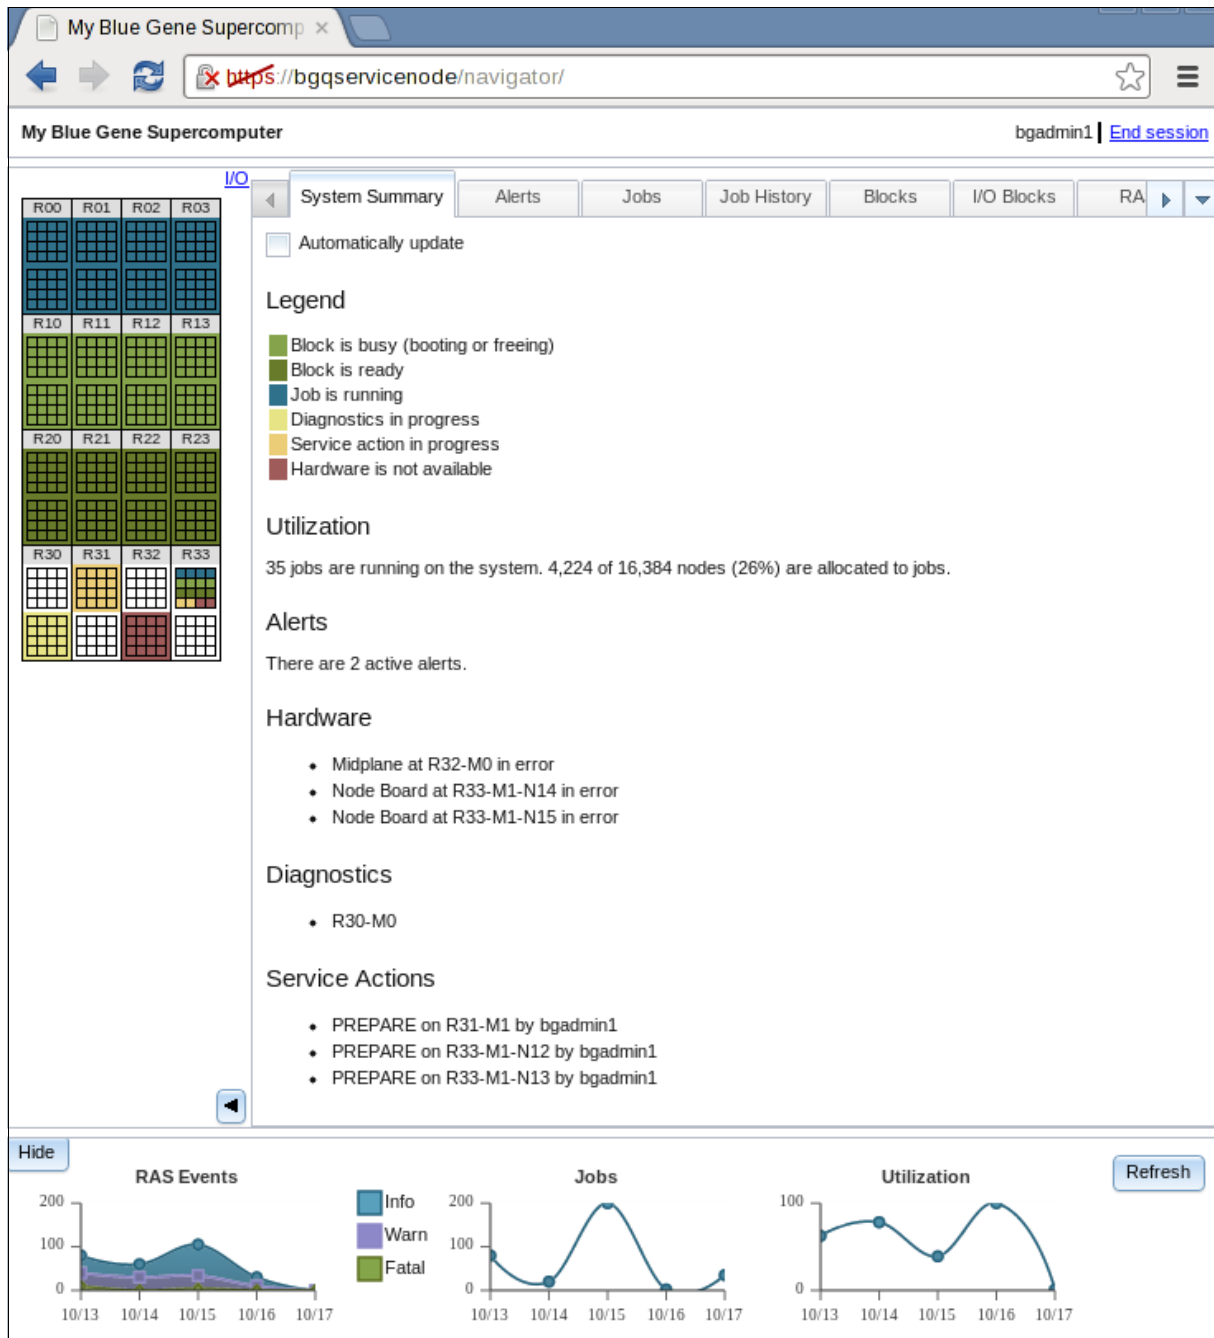 My Blue Gene Supercomp
https://bgqservicenode/navigator/
My Blue Gene Supercomputer
bgadmin1 End session
I/O
R00 R01 R02 R03
R10 R11 R12 R13
R20 R21 R22 R23
R30 R31 R32 R33
System Summary Alerts Jobs Job History Blocks I/O Blocks RA
Automatically update
Legend
Block is busy (booting or freeing)
Block is ready
Job is running
Diagnostics in progress
Service action in progress
Hardware is not available
Utilization
35 jobs are running on the system. 4,224 of 16,384 nodes (26%) are allocated to jobs.
Alerts
There are 2 active alerts.
Hardware
• Midplane at R32-M0 in error
• Node Board at R33-M1-N14 in error
• Node Board at R33-M1-N15 in error
Diagnostics
• R30-M0
Service Actions
• PREPARE on R31-M1 by bgadmin1
• PREPARE on R33-M1-N12 by bgadmin1
• PREPARE on R33-M1-N13 by bgadmin1
Hide
Refresh
RAS Events
200
100
0
10/13 10/14 10/15 10/16 10/17
Info
Warn
Fatal
Jobs
200
100
0
10/13 10/14 10/15 10/16 10/17
Utilization
100
0
10/13 10/14 10/15 10/16 10/17